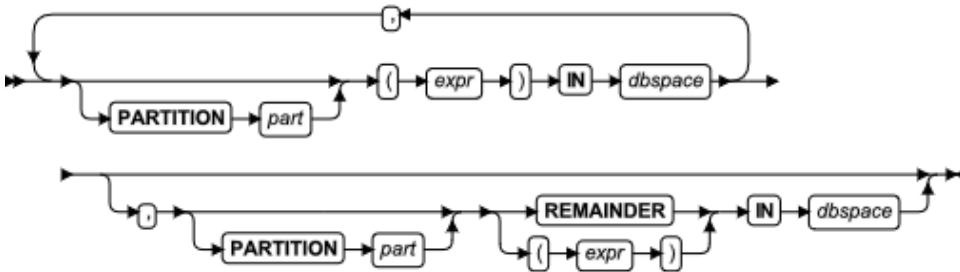 ,
( expr ) IN dbspace
PARTITION part
REMAINDER IN dbspace
,
PARTITION part ( expr )